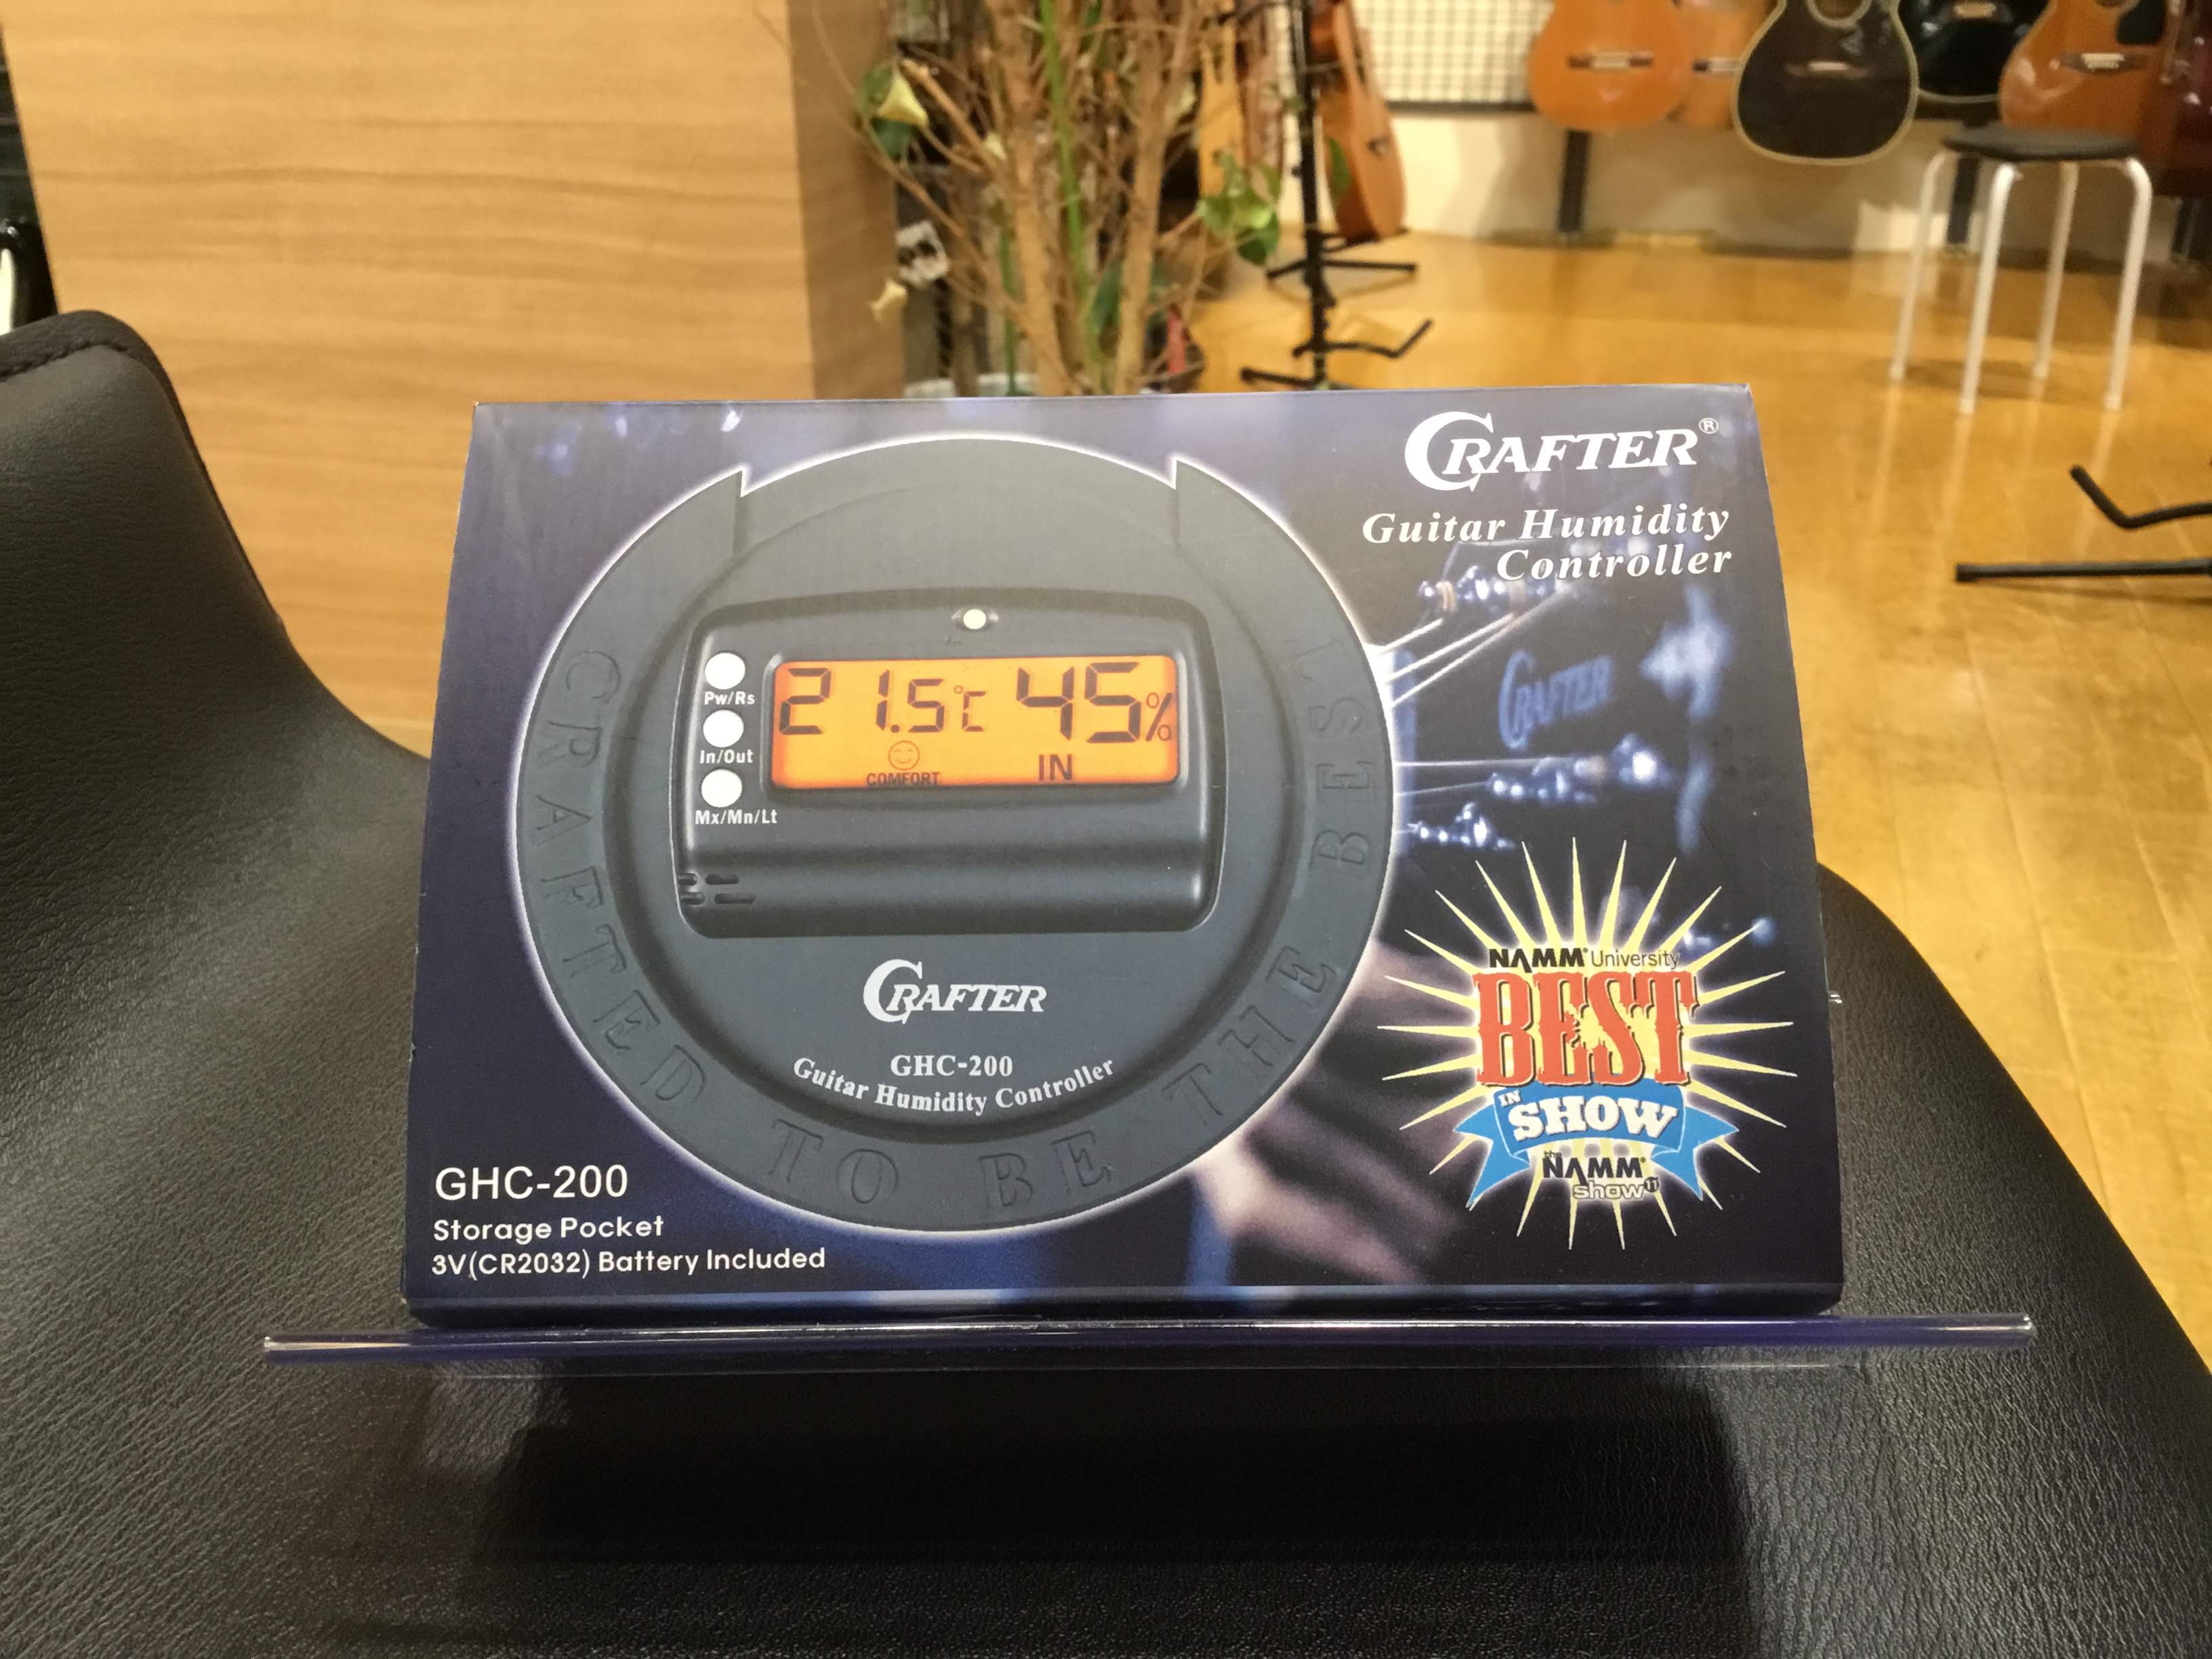 CRAFTER®
Guitar Humidity
Controller
Pw/Rs
In/Out
Mx/Mn/Lt
21.5℃ 45%
COMFORT IN
CRAFTER
GHC-200
Guitar Humidity Controller
CRAFTED TO BE THE BEST
CRAFTER
NAMM® University
BEST
IN
SHOW
the
NAMM®
show 11
GHC-200
Storage Pocket
3V(CR2032) Battery Included